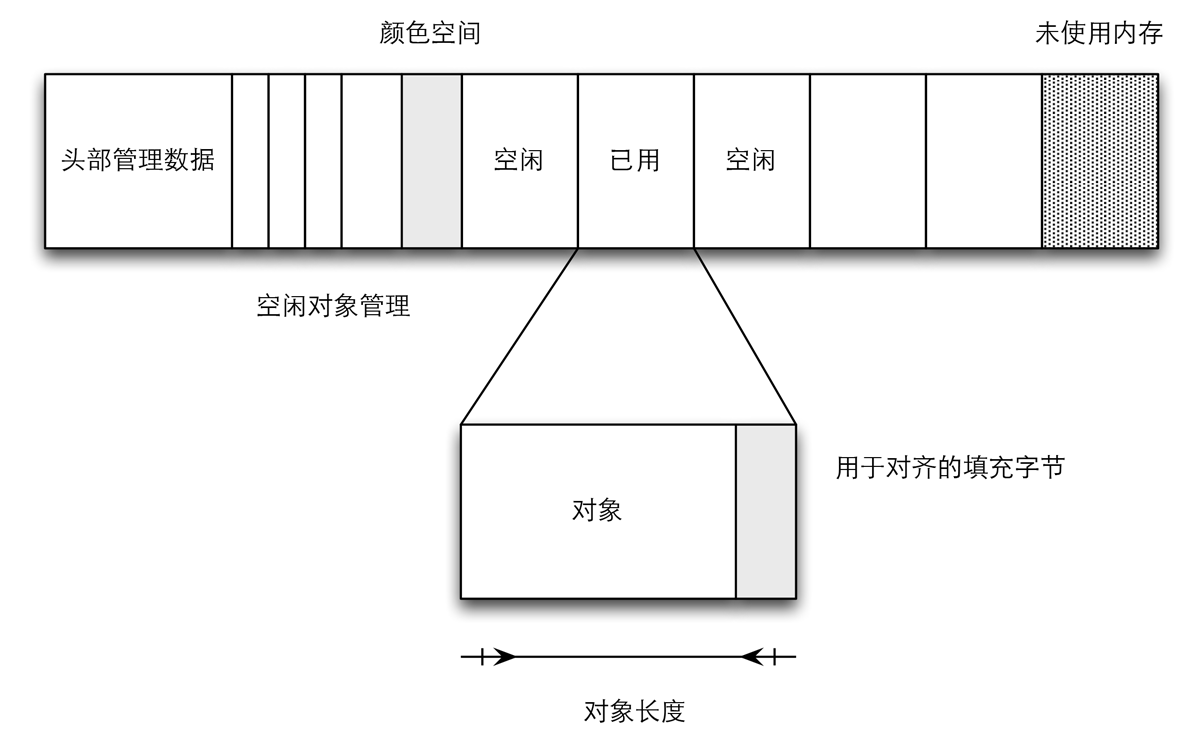 颜色空间
未使用内存
头部管理数据
空闲
已用
空闲
空闲对象管理
用于对齐的填充字节
对象
对象长度